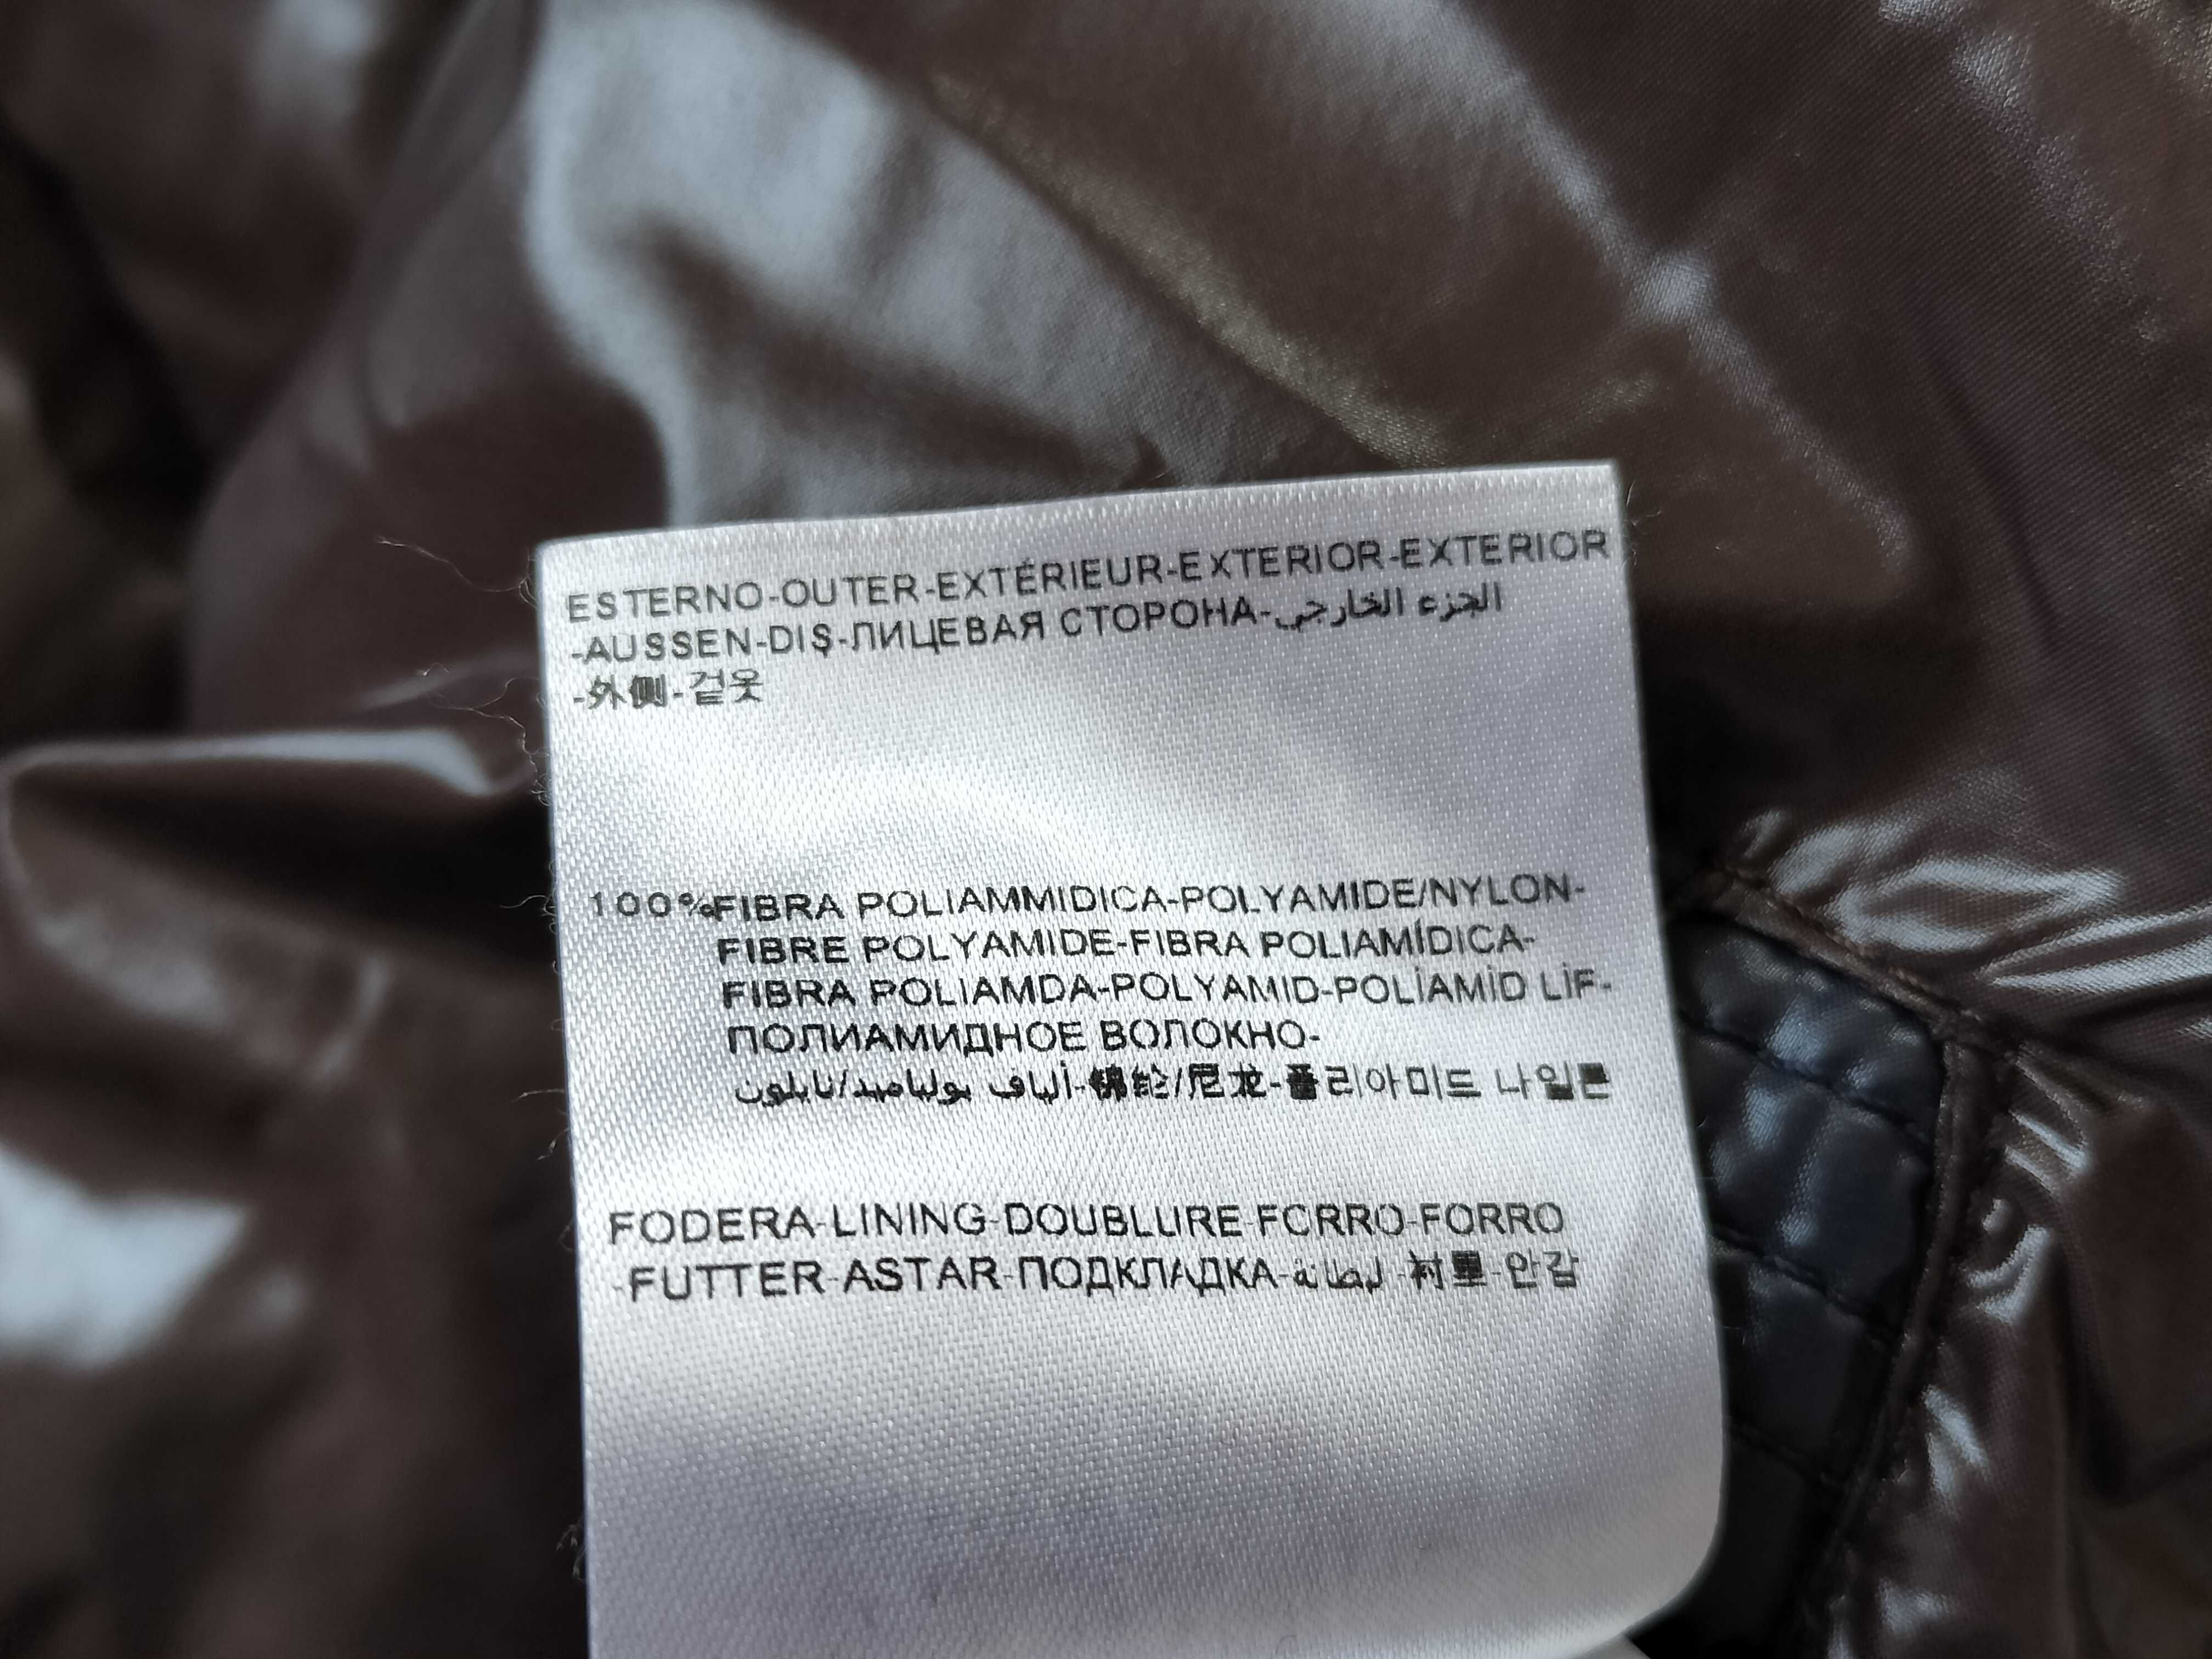 ESTERNO-OUTER-EXTÉRIEUR-EXTERIOR-EXTERIOR
-AUSSEN-DIŞ-ЛИЦЕВАЯ СТОРОНА-الجزء الخارجي
-外側-겉옷
100%FIBRA POLIAMMIDICA-POLYAMIDE/NYLON-
FIBRE POLYAMIDE-FIBRA POLIAMÍDICA-
FIBRA POLIAMDA-POLYAMID-POLİAMİD LİF-
ПОЛИАМИДНОЕ ВОЛОКНО-
ألياف بولياميد/نايلون-锦纶/尼龙-폴리아미드 나일론
FODERA-LINING-DOUBLURE-FORRO-FORRO
-FUTTER-ASTAR-ПОДКЛАДКА-بطانة-衬里-안감